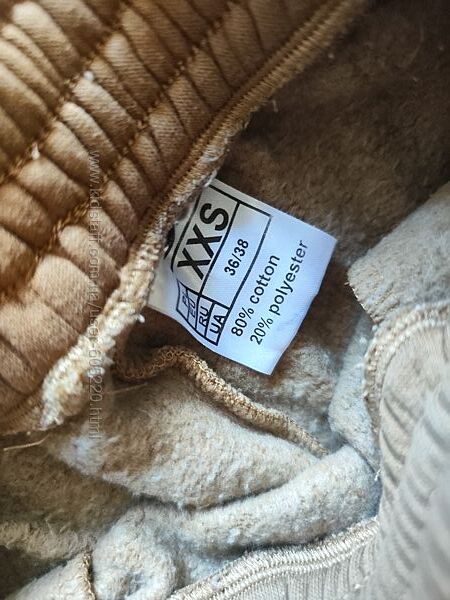 XXS
EU
RU
UA
36/38
80% cotton
20% polyester